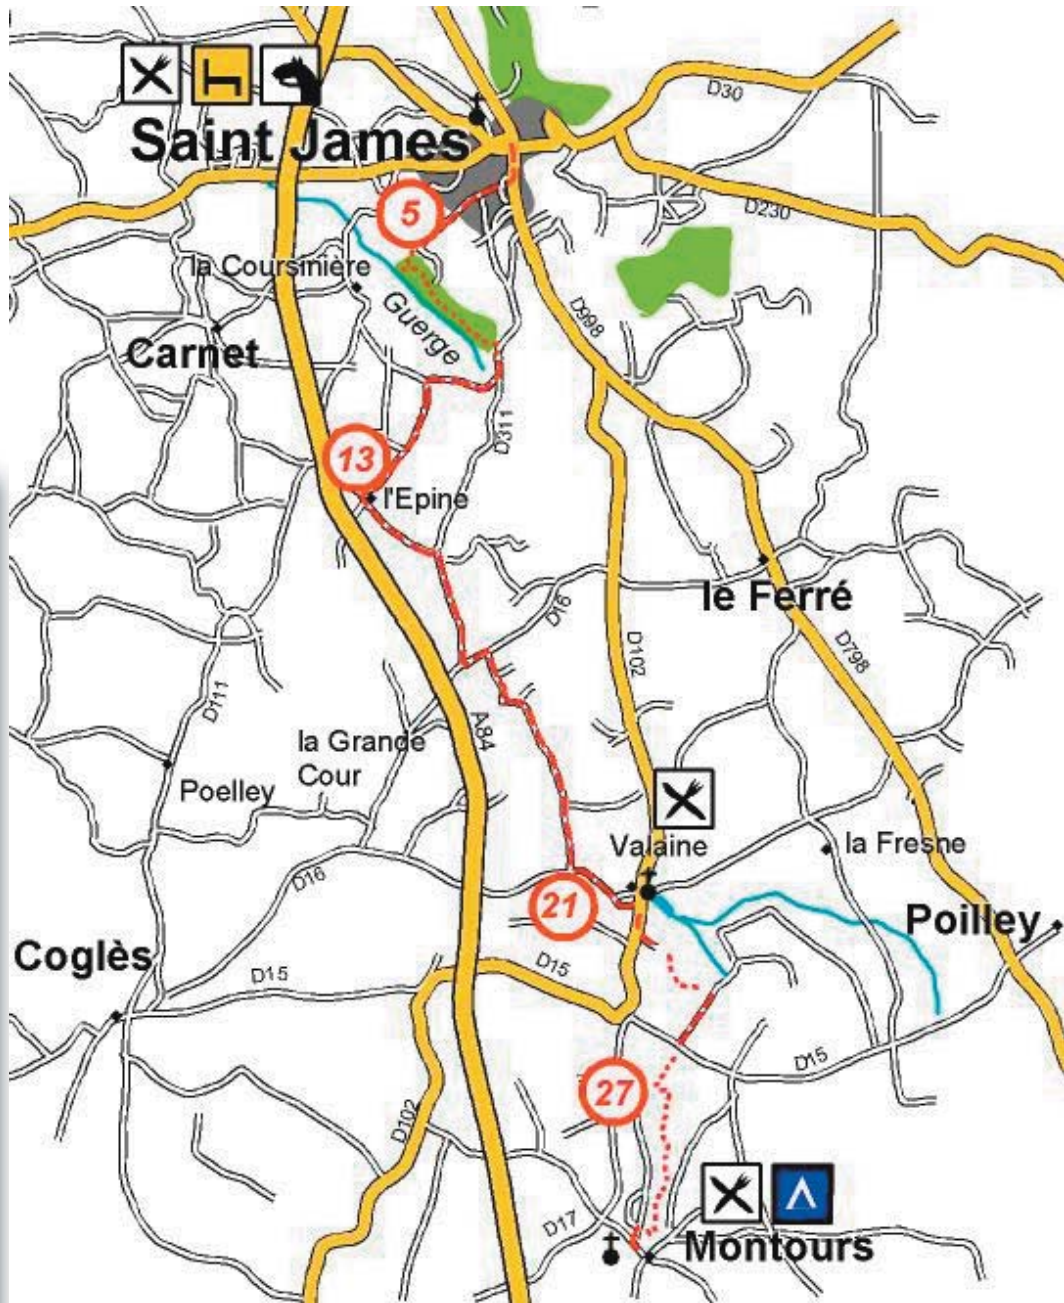 D30
Saint James
5
D230
la Coursinière
Guerge
D998
Carnet
D311
13
l'Epine
le Ferré
D16
D102
D798
D111
A84
la Grande
Cour
Poelley
Valaine
la Fresne
D16
21
Poilley
Coglès
D15
D15
D15
27
D102
D17
Montours